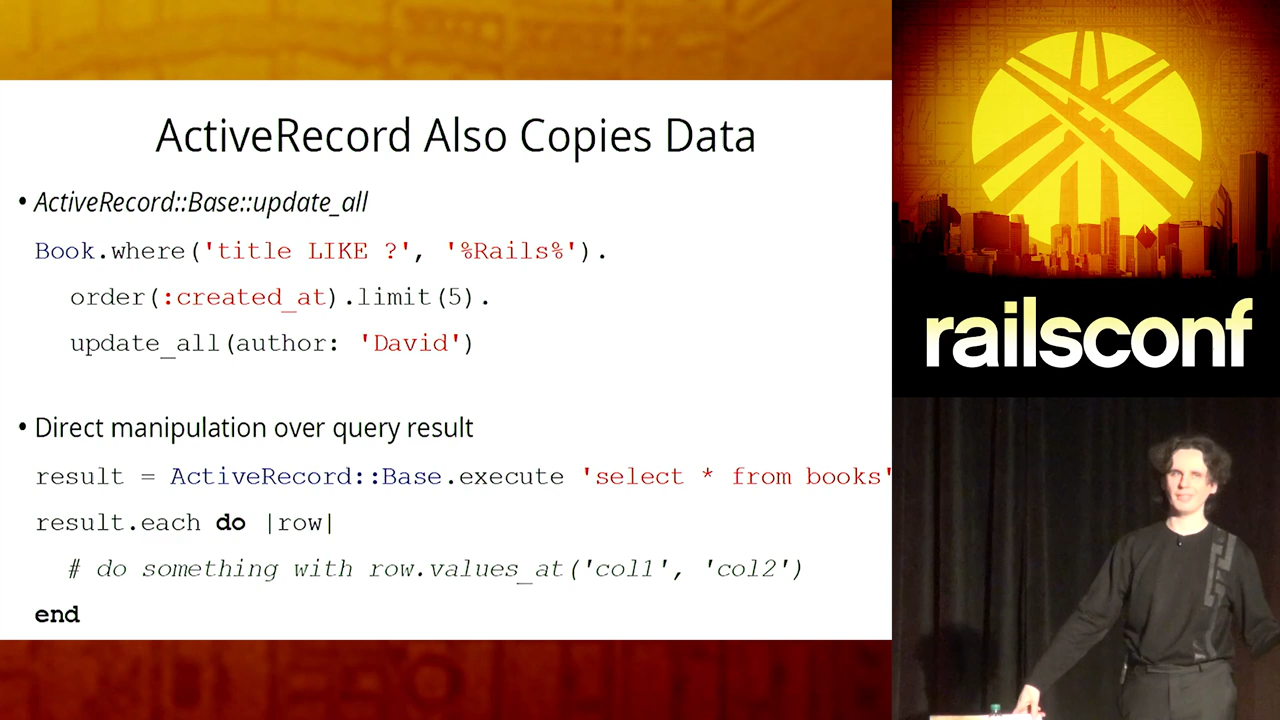 ActiveRecord Also Copies Data
• ActiveRecord::Base::update_all
Book.where('title LIKE ?', '%Rails%').
order(:created_at).limit(5).
update_all(author: 'David')
• Direct manipulation over query result
result = ActiveRecord::Base.execute 'select * from books'
result.each do |row|
# do something with row.values_at('col1', 'col2')
end
railsconf